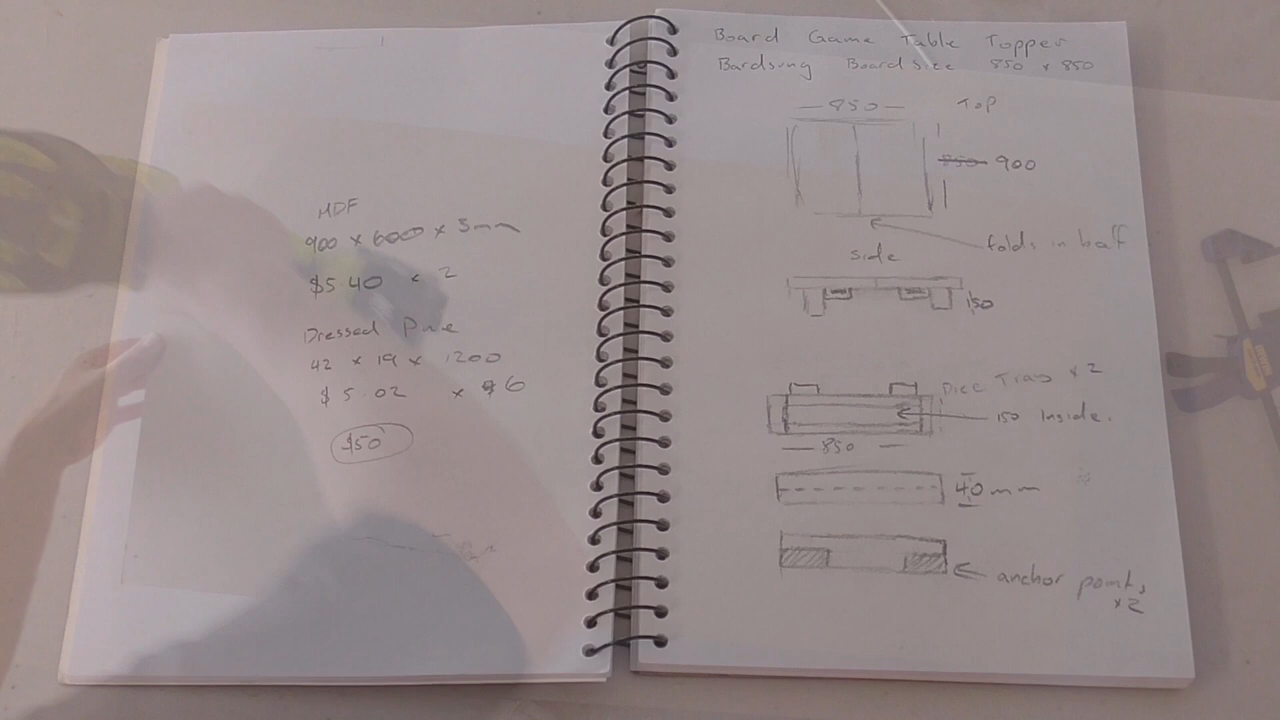 MDF
900 x 600 x 3mm
$5.40 x 2
Dressed Pine
42 x 19 x 1200
$5.02 x 6
$50
Board Game Table Topper
Bardsung Board size 850 x 850
850 Top
850 900
folds in half
side
150
Dice Trays x 2
150 Inside.
850
40mm
anchor points
x2